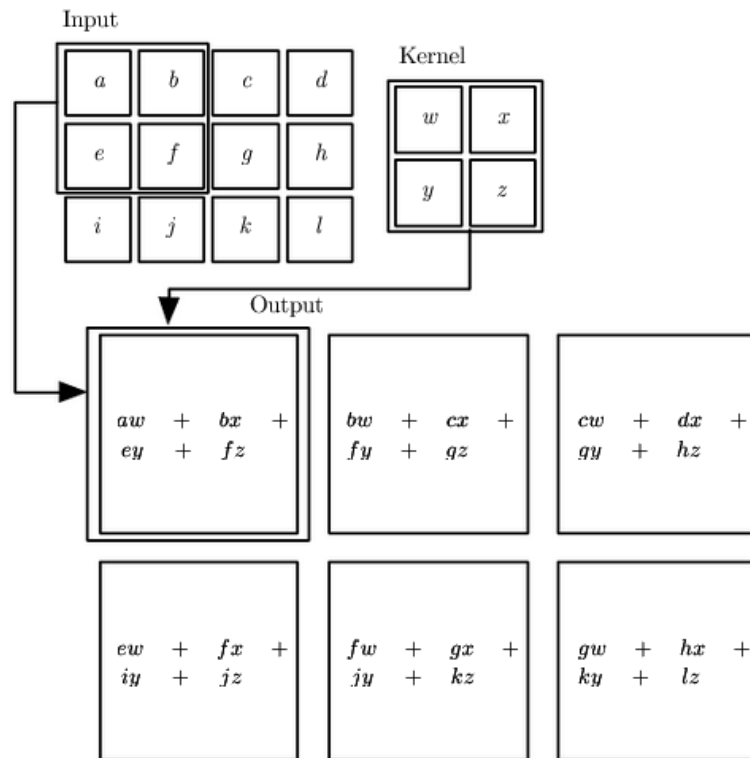 Input
a b c d
Kernel
w x
e f g h
y z
i j k l
Output
aw + bx +
ey + fz
bw + cx +
fy + gz
cw + dx +
gy + hz
ew + fx +
iy + jz
fw + gx +
jy + kz
gw + hx +
ky + lz